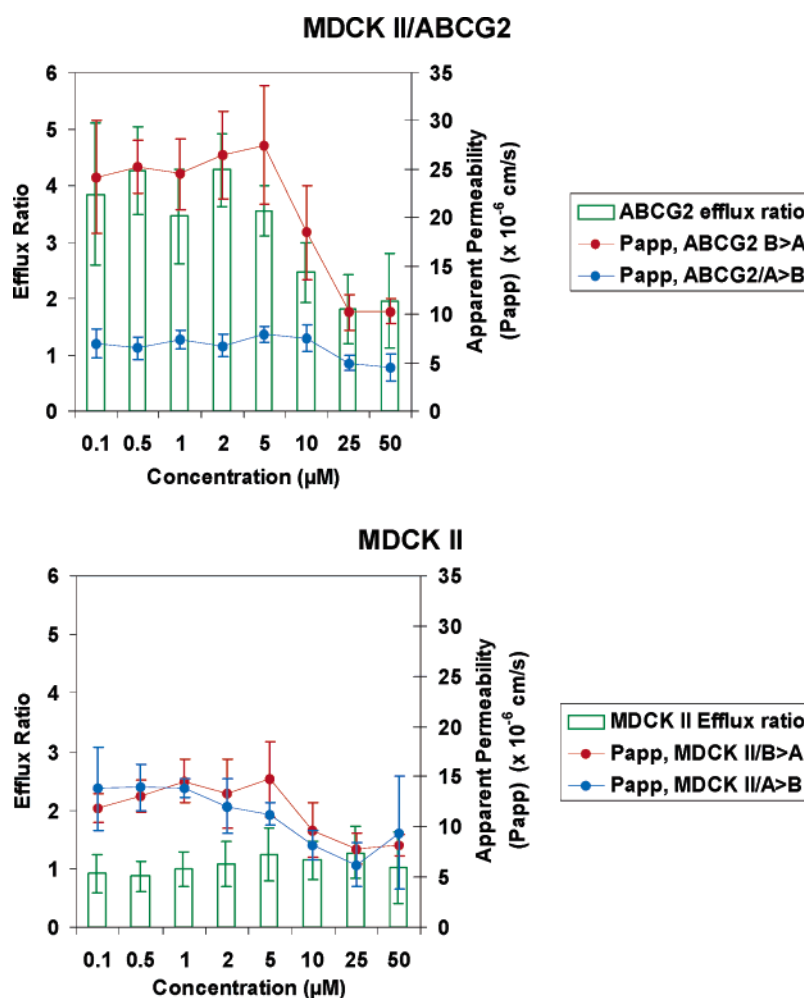 MDCK II/ABCG2
6
5
4
3
2
1
0
Efflux Ratio
35
30
25
20
15
10
5
0
Apparent Permeability
(Papp) (x 10⁻⁶ cm/s)
0.1 0.5 1 2 5 10 25 50
Concentration (µM)
ABCG2 efflux ratio
Papp, ABCG2 B>A
Papp, ABCG2/A>B
MDCK II
6
5
4
3
2
1
0
Efflux Ratio
35
30
25
20
15
10
5
0
Apparent Permeability
(Papp) (x 10⁻⁶ cm/s)
0.1 0.5 1 2 5 10 25 50
Concentration (µM)
MDCK II Efflux ratio
Papp, MDCK II/B>A
Papp, MDCK II/A>B